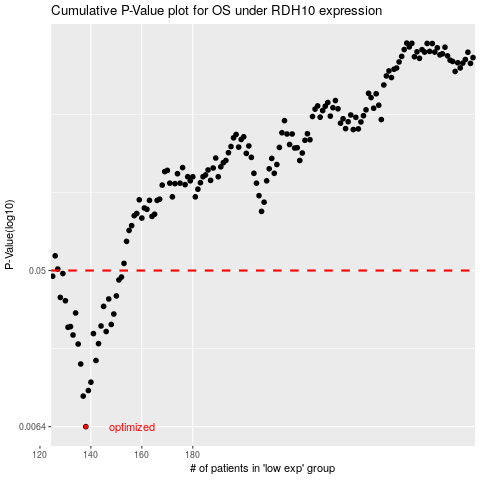 Cumulative P-Value plot for OS under RDH10 expression
P-Value(log10)
0.05
0.0064
optimized
120 140 160 180
# of patients in 'low exp' group